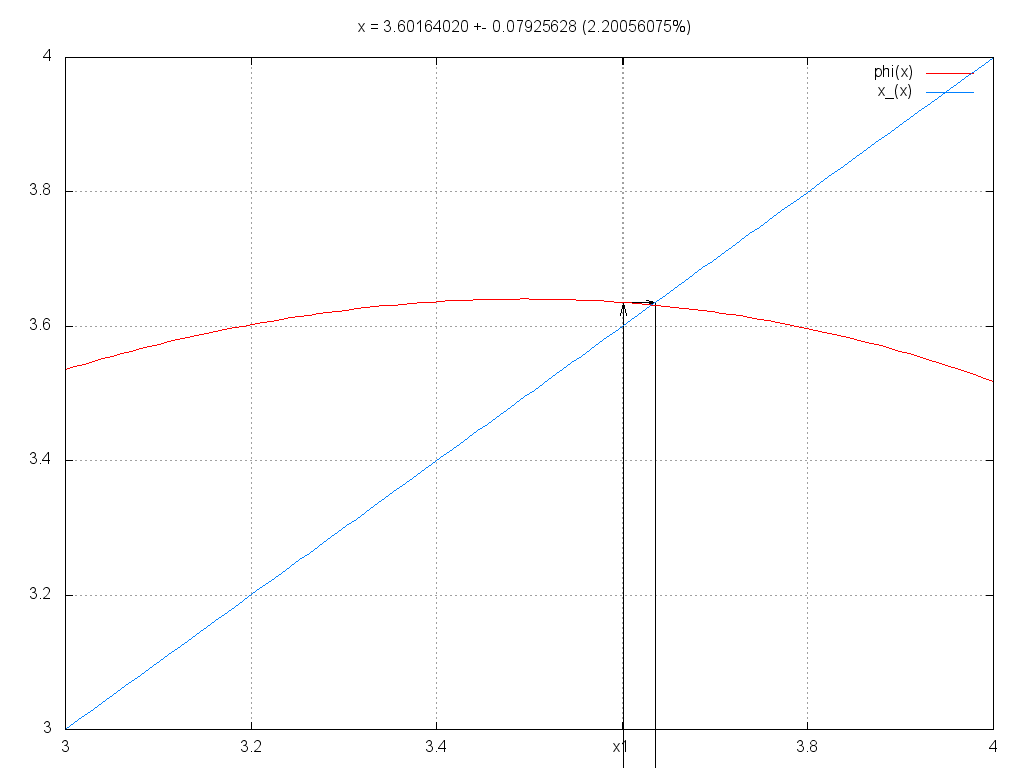 x = 3.60164020 +- 0.07925628 (2.20056075%)
4
phi(x)
x_(x)
3.8
3.6
3.4
3.2
3
3 3.2 3.4 x1 3.8 4